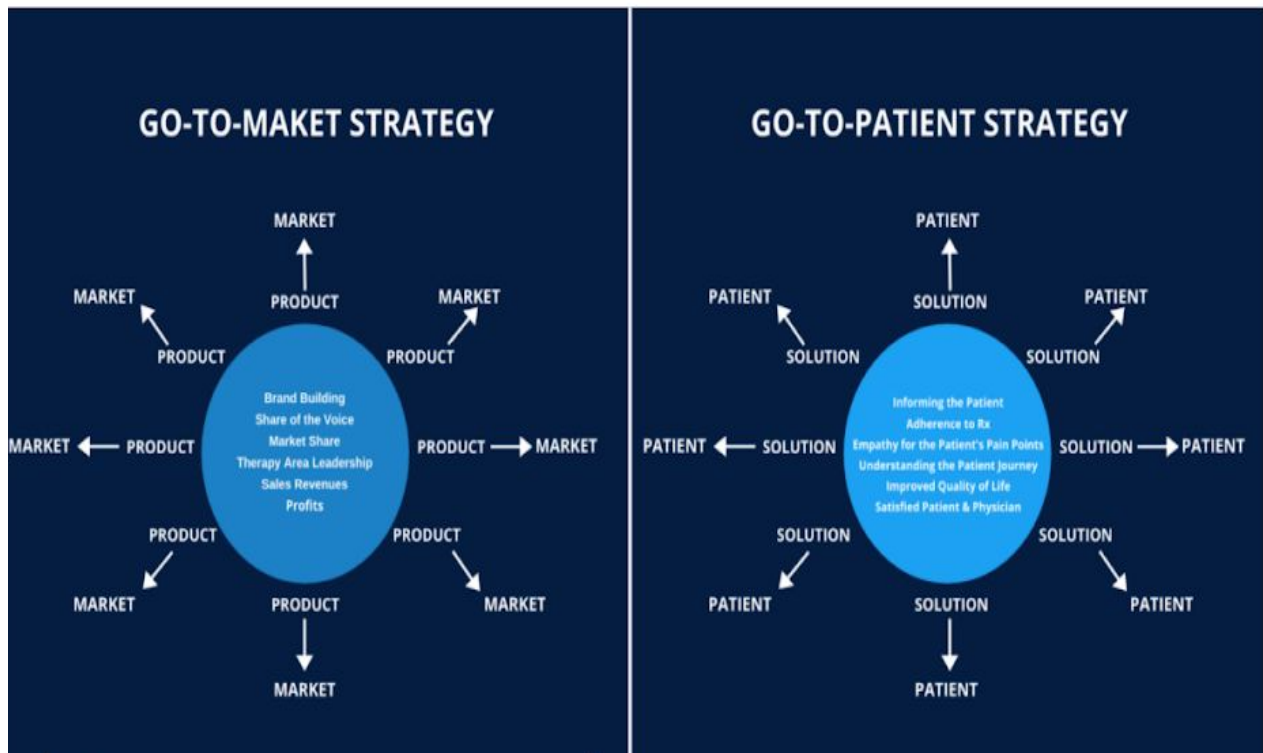 GO-TO-MAKET STRATEGY
MARKET
MARKET
MARKET
PRODUCT
PRODUCT
PRODUCT
Brand Building
Share of the Voice
Market Share
Therapy Area Leadership
Sales Revenues
Profits
MARKET
PRODUCT
PRODUCT
MARKET
PRODUCT
PRODUCT
MARKET
PRODUCT
MARKET
MARKET
GO-TO-PATIENT STRATEGY
PATIENT
PATIENT
PATIENT
SOLUTION
SOLUTION
SOLUTION
Informing the Patient
Adherence to Rx
Empathy for the Patient's Pain Points
Understanding the Patient Journey
Improved Quality of Life
Satisfied Patient & Physician
PATIENT
SOLUTION
SOLUTION
PATIENT
SOLUTION
SOLUTION
PATIENT
SOLUTION
PATIENT
PATIENT